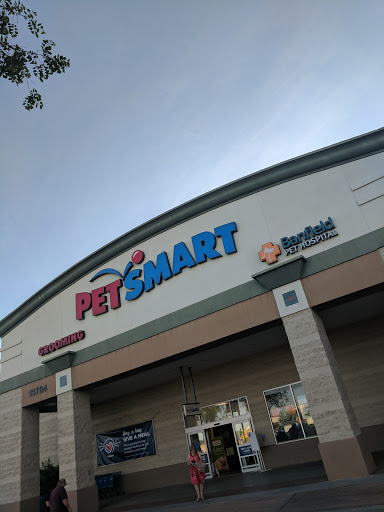 PETSMART
Banfield
PET HOSPITAL
GROOMING
Buy a bag
GIVE A MEAL